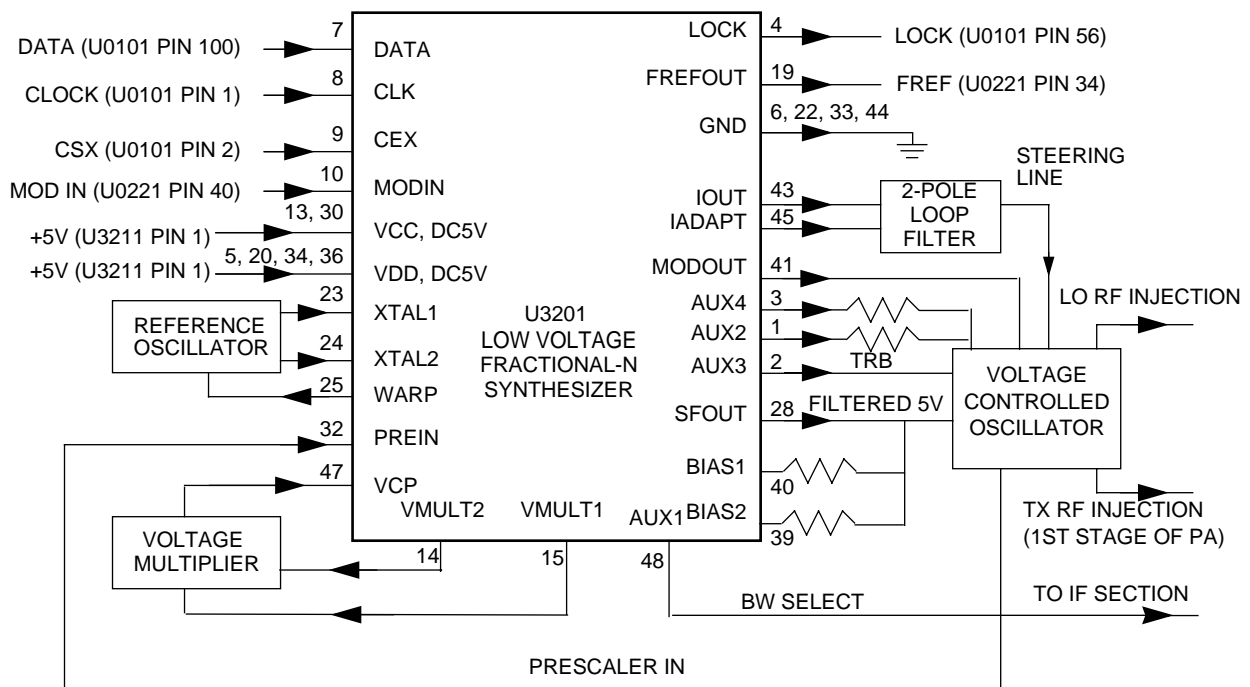 DATA (U0101 PIN 100)
7
DATA
CLOCK (U0101 PIN 1)
8
CLK
CSX (U0101 PIN 2)
9
CEX
MOD IN (U0221 PIN 40)
10
MODIN
+5V (U3211 PIN 1)
13, 30
VCC, DC5V
+5V (U3211 PIN 1)
5, 20, 34, 36
VDD, DC5V
REFERENCE
OSCILLATOR
23
XTAL1
24
XTAL2
25
WARP
32
PREIN
47
VCP
VOLTAGE
MULTIPLIER
VMULT2
14
VMULT1
15
AUX1
48
U3201
LOW VOLTAGE
FRACTIONAL-N
SYNTHESIZER
LOCK
4
LOCK (U0101 PIN 56)
FREFOUT
19
FREF (U0221 PIN 34)
GND
6, 22, 33, 44
IOUT
43
IADAPT
45
2-POLE
LOOP
FILTER
STEERING
LINE
MODOUT
41
AUX4
3
AUX2
1
TRB
AUX3
2
SFOUT
28
FILTERED 5V
BIAS1
40
BIAS2
39
VOLTAGE
CONTROLLED
OSCILLATOR
LO RF INJECTION
TX RF INJECTION
(1ST STAGE OF PA)
BW SELECT
TO IF SECTION
PRESCALER IN